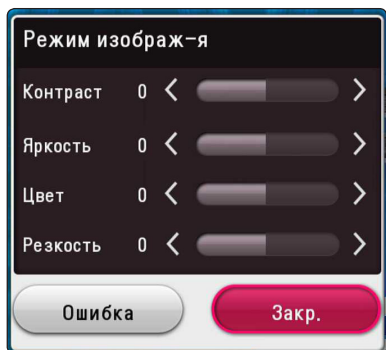 Режим изображ-я
Контраст 0
Яркость 0
Цвет 0
Резкость 0
Ошибка Закр.